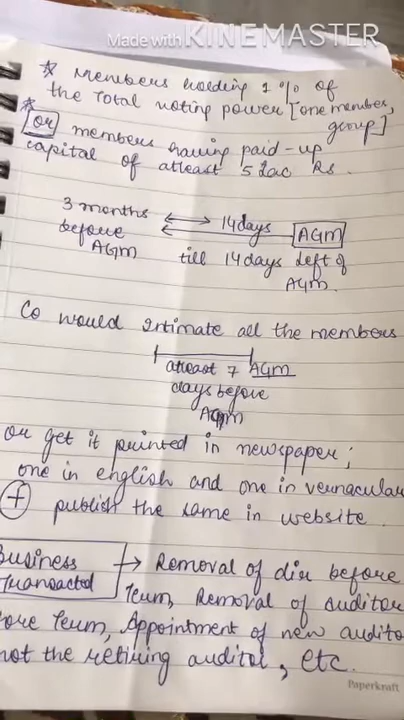 Made with KINEMASTER
* Members holding 1% of
the Total voting power [one member,
group]
* [or] members having paid-up
capital of atleast 5 Lac Rs.
3 months ↔ 14 days ← AGM
before
AGM till 14 days left of
AGM.
Co would intimate all the members
atleast 7 AGM
days before
AGM
or get it printed in newspaper;
one in english and one in vernacular
+ publish the same in website.
Business → Removal of dir before
Transacted Term, Removal of auditor
fore Term, Appointment of new audito
not the retiring auditor, etc.
Paperkraft